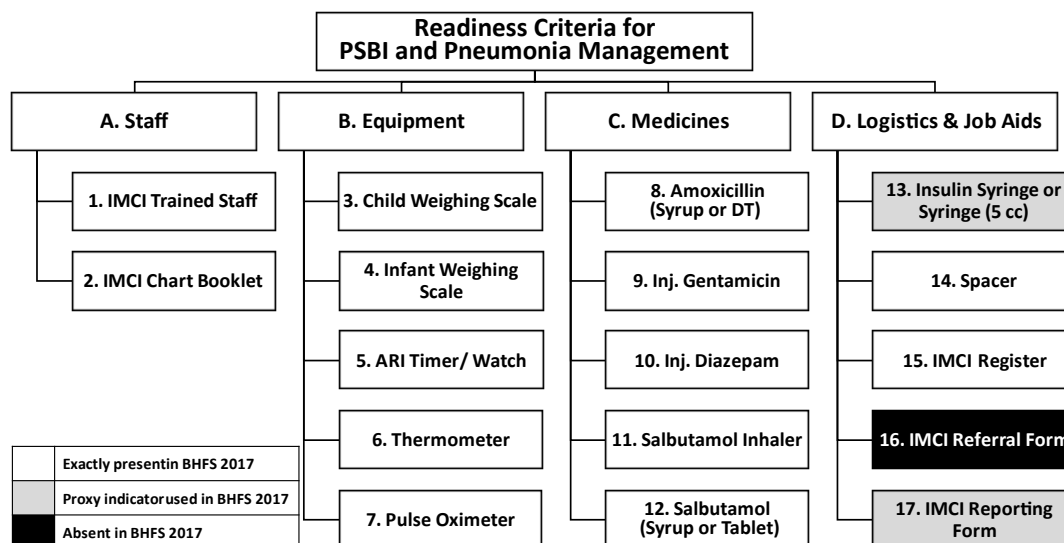 Readiness Criteria for
PSBI and Pneumonia Management
A. Staff
1. IMCI Trained Staff
2. IMCI Chart Booklet
B. Equipment
3. Child Weighing Scale
4. Infant Weighing
Scale
5. ARI Timer/ Watch
6. Thermometer
7. Pulse Oximeter
C. Medicines
8. Amoxicillin
(Syrup or DT)
9. Inj. Gentamicin
10. Inj. Diazepam
11. Salbutamol Inhaler
12. Salbutamol
(Syrup or Tablet)
D. Logistics & Job Aids
13. Insulin Syringe or
Syringe (5 cc)
14. Spacer
15. IMCI Register
16. IMCI Referral Form
17. IMCI Reporting
Form
Exactly presentin BHFS 2017
Proxy indicatorused in BHFS 2017
Absent in BHFS 2017